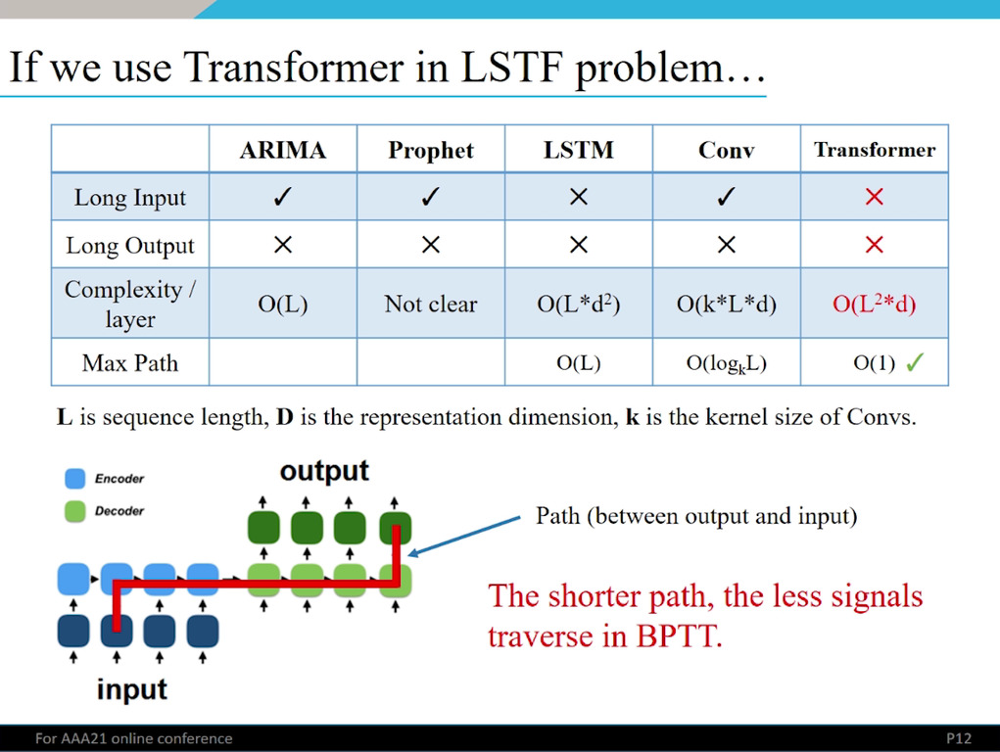 If we use Transformer in LSTF problem…
ARIMA Prophet LSTM Conv Transformer
Long Input ✓ ✓ × ✓ ×
Long Output × × × × ×
Complexity / layer O(L) Not clear O(L*d²) O(k*L*d) O(L²*d)
Max Path O(L) O(logₖL) O(1) ✓
L is sequence length, D is the representation dimension, k is the kernel size of Convs.
Encoder
Decoder
output
Path (between output and input)
The shorter path, the less signals
traverse in BPTT.
input
For AAA21 online conference
P12